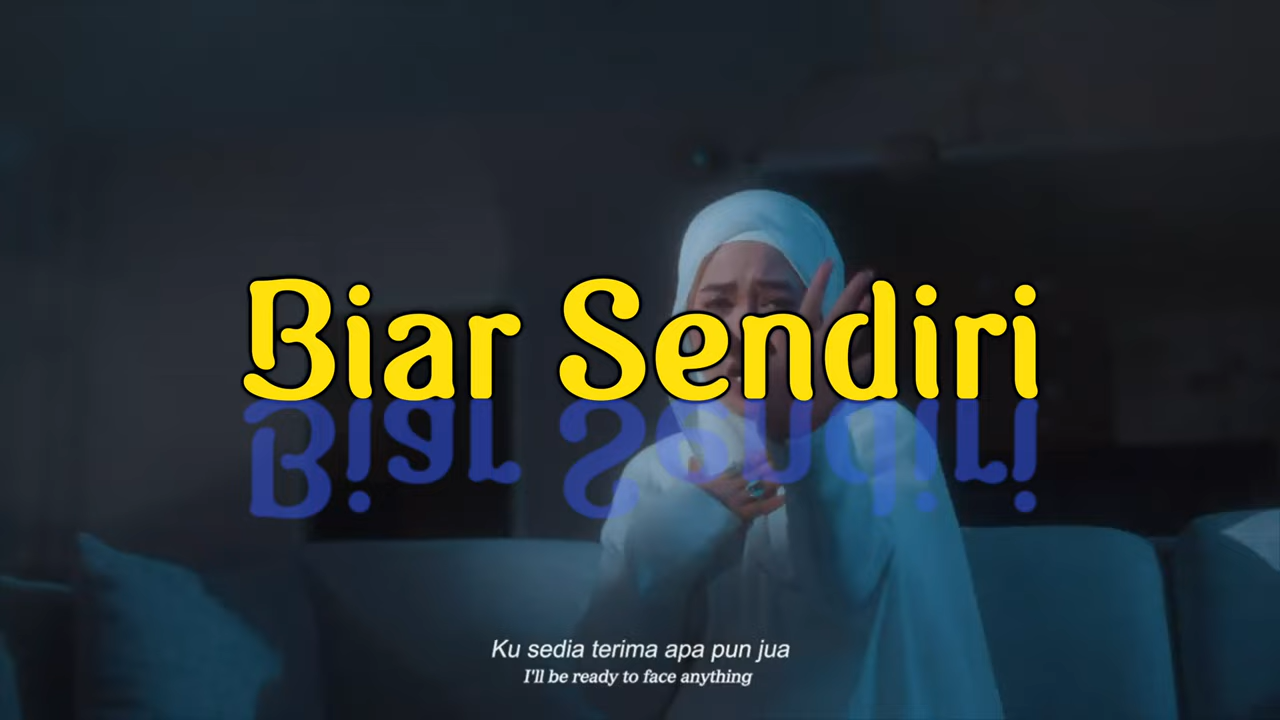 Biar Sendiri
Ku sedia terima apa pun jua
I'll be ready to face anything